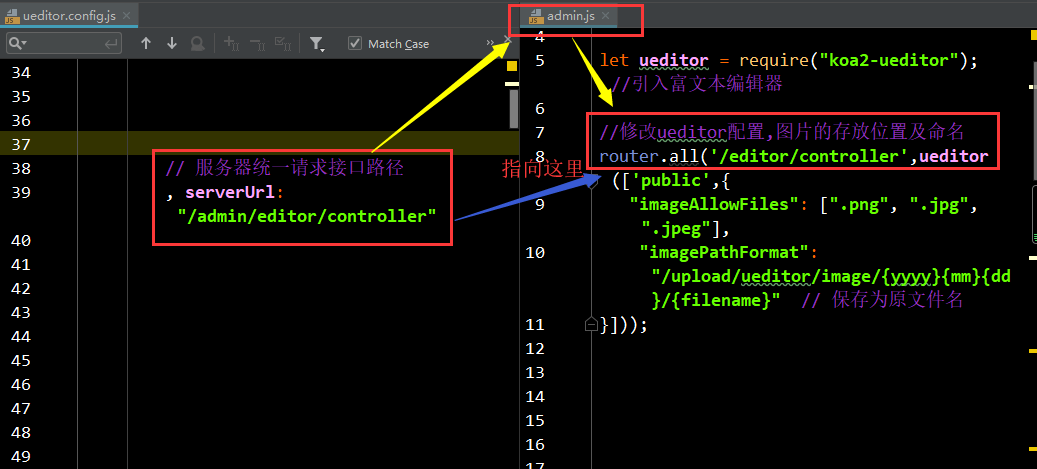 ueditor.config.js
Match Case
34
35
36
37
38 // 服务器统一请求接口路径
39 , serverUrl:
"/admin/editor/controller"
40
41
42
43
44
45
46
47
48
49
指向这里
admin.js
4
5 let ueditor = require("koa2-ueditor");
//引入富文本编辑器
6
7 //修改ueditor配置,图片的存放位置及命名
8 router.all('/editor/controller',ueditor
(['public',{
9 "imageAllowFiles": [".png", ".jpg",
".jpeg"],
10 "imagePathFormat":
"/upload/ueditor/image/{yyyy}{mm}{dd
}/{filename}" // 保存为原文件名
11 }]));
12
13
14
15
16
17